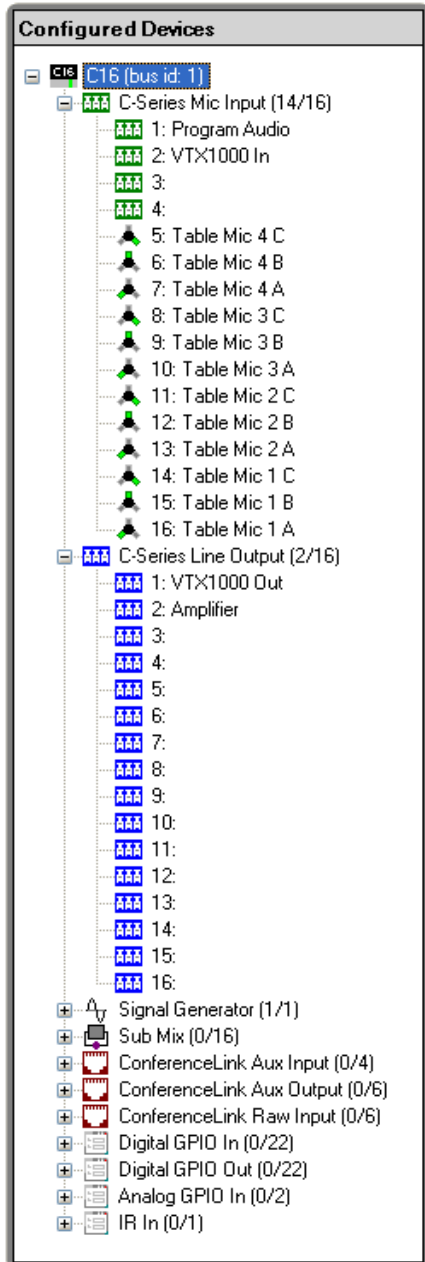 Configured Devices
C16 C16 (bus id: 1)
C-Series Mic Input (14/16)
1: Program Audio
2: VTX1000 In
3:
4:
5: Table Mic 4 C
6: Table Mic 4 B
7: Table Mic 4 A
8: Table Mic 3 C
9: Table Mic 3 B
10: Table Mic 3 A
11: Table Mic 2 C
12: Table Mic 2 B
13: Table Mic 2 A
14: Table Mic 1 C
15: Table Mic 1 B
16: Table Mic 1 A
C-Series Line Output (2/16)
1: VTX1000 Out
2: Amplifier
3:
4:
5:
6:
7:
8:
9:
10:
11:
12:
13:
14:
15:
16:
Signal Generator (1/1)
Sub Mix (0/16)
ConferenceLink Aux Input (0/4)
ConferenceLink Aux Output (0/6)
ConferenceLink Raw Input (0/6)
Digital GPIO In (0/22)
Digital GPIO Out (0/22)
Analog GPIO In (0/2)
IR In (0/1)